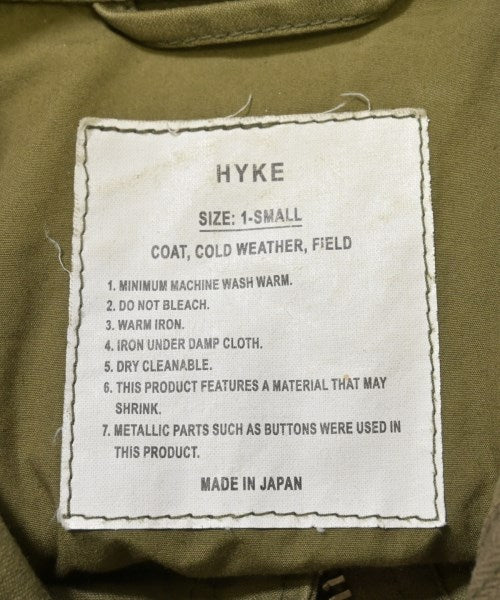 HYKE
SIZE: 1-SMALL
COAT, COLD WEATHER, FIELD
1. MINIMUM MACHINE WASH WARM.
2. DO NOT BLEACH.
3. WARM IRON.
4. IRON UNDER DAMP CLOTH.
5. DRY CLEANABLE.
6. THIS PRODUCT FEATURES A MATERIAL THAT MAY
SHRINK.
7. METALLIC PARTS SUCH AS BUTTONS WERE USED IN
THIS PRODUCT.
MADE IN JAPAN